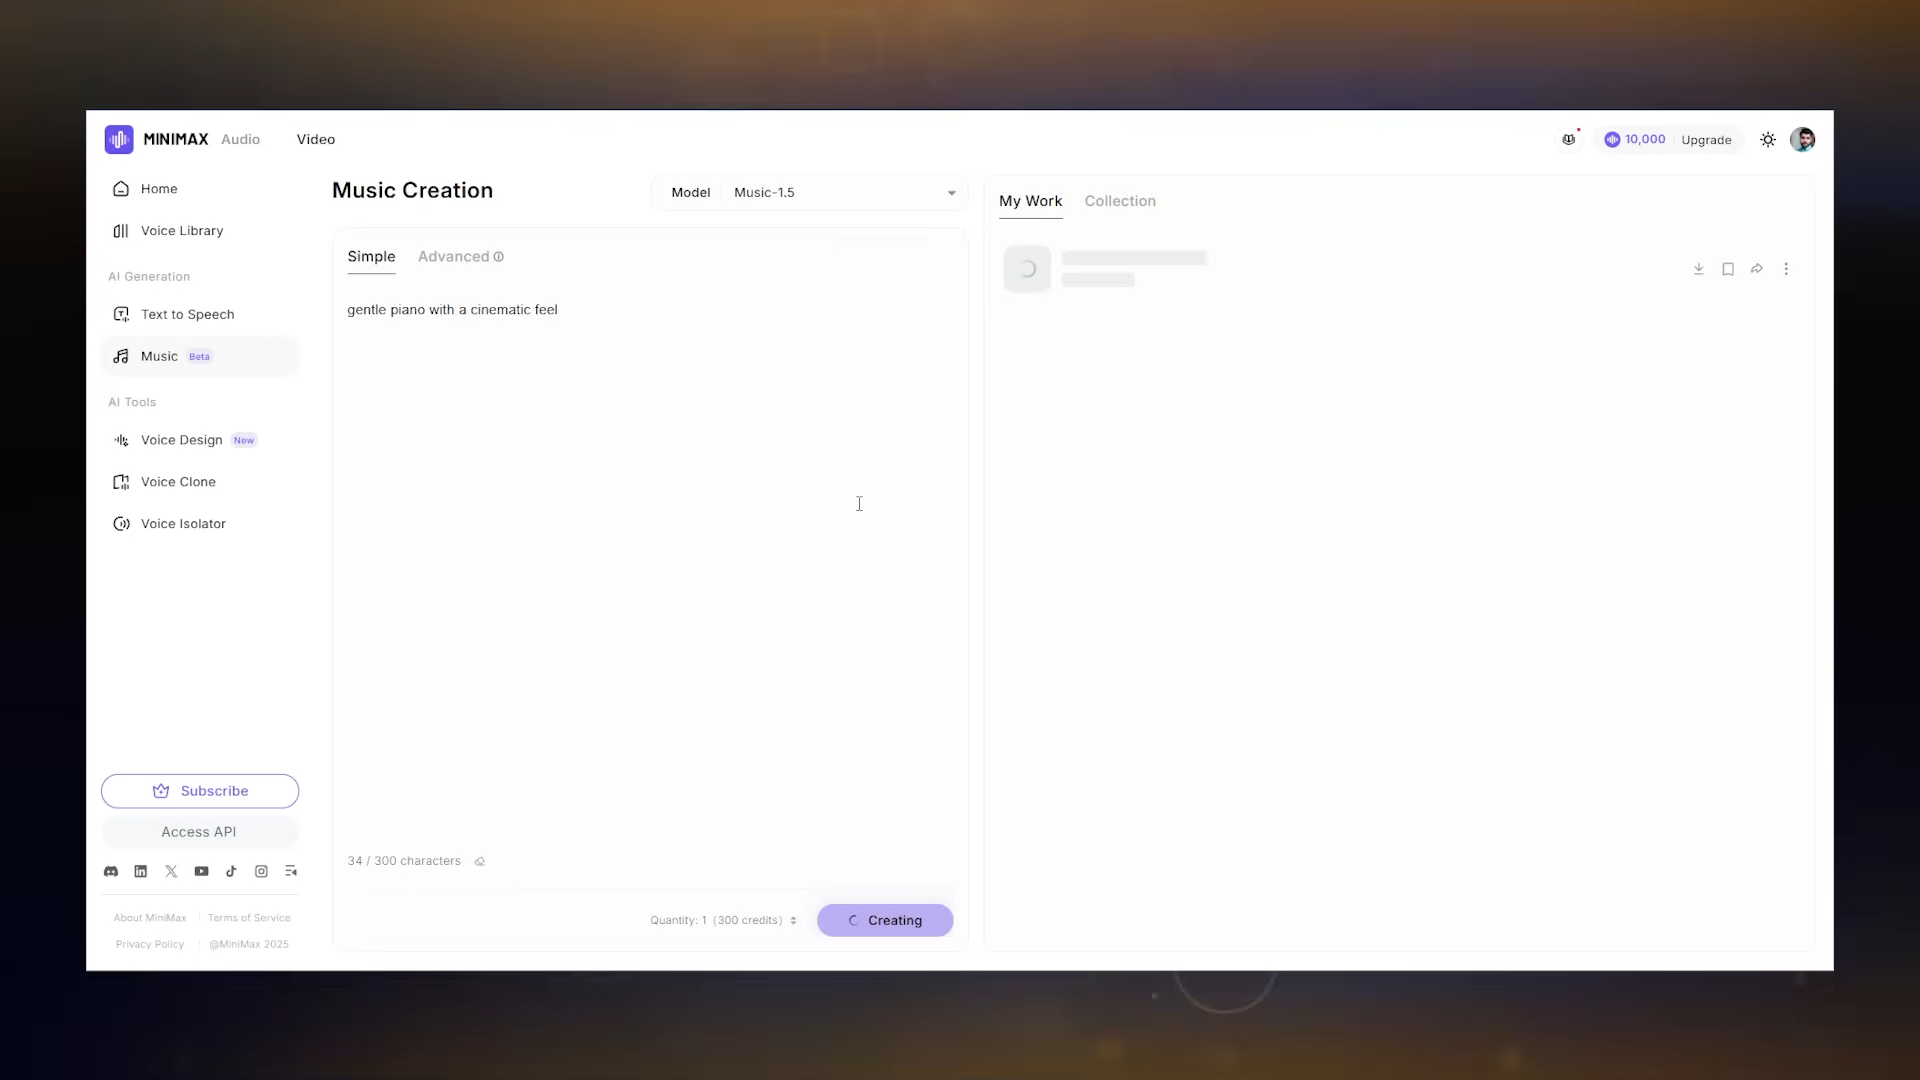 MINIMAX Audio Video
10,000 Upgrade
Home
Voice Library
AI Generation
Text to Speech
Music Beta
AI Tools
Voice Design New
Voice Clone
Voice Isolator
Subscribe
Access API
About MiniMax Terms of Service
Privacy Policy @MiniMax 2025
Music Creation
Model Music-1.5
Simple Advanced
gentle piano with a cinematic feel
34 / 300 characters
Quantity: 1 (300 credits) Creating
My Work Collection